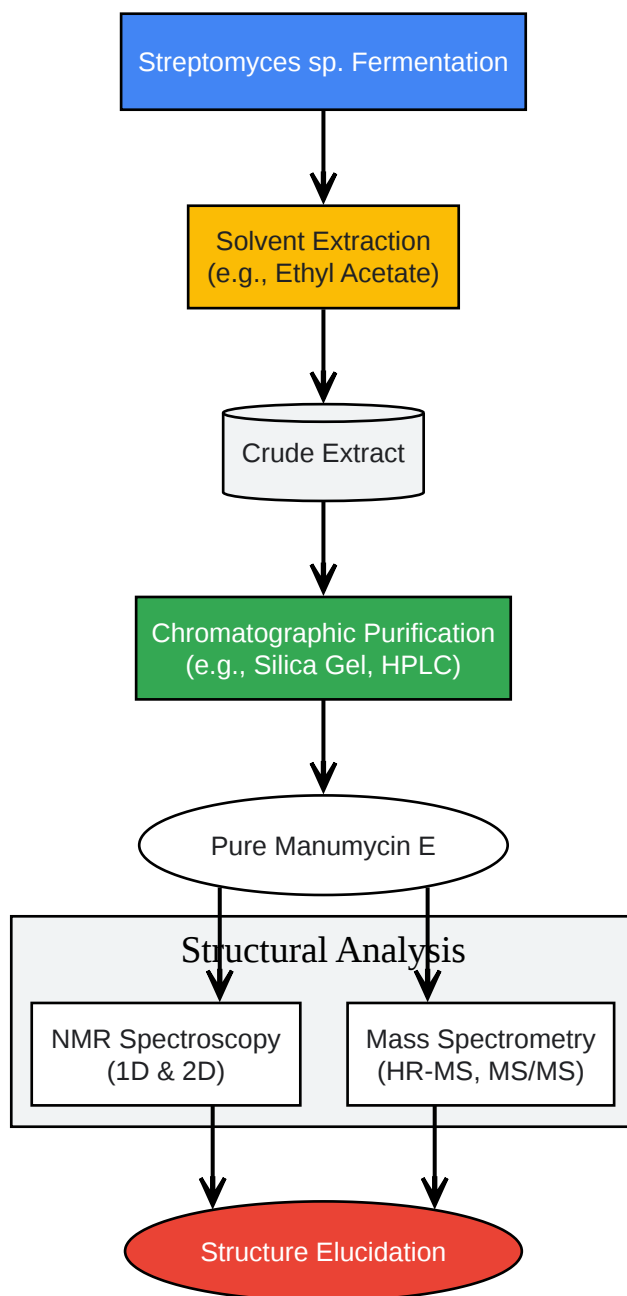 Streptomyces sp. Fermentation
Solvent Extraction
(e.g., Ethyl Acetate)
Crude Extract
Chromatographic Purification
(e.g., Silica Gel, HPLC)
Pure Manumycin E
Structural Analysis
NMR Spectroscopy
(1D & 2D)
Mass Spectrometry
(HR-MS, MS/MS)
Structure Elucidation